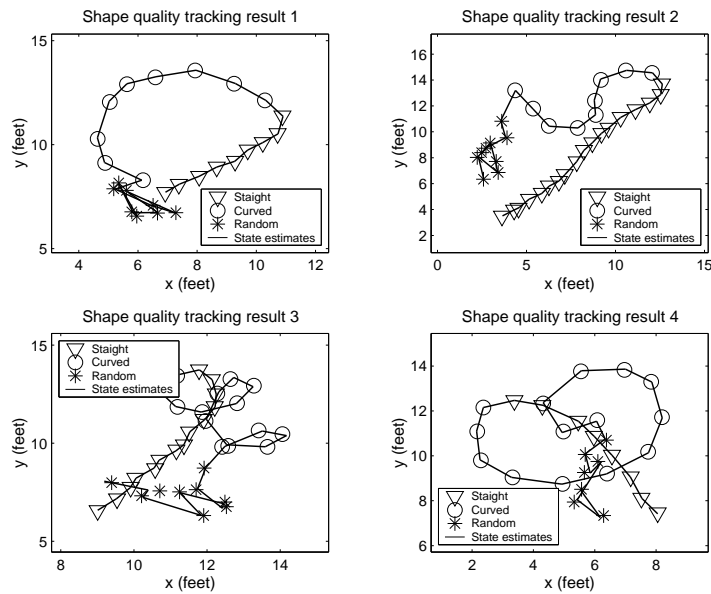 Shape quality tracking result 1
15
10
5
y (feet)
4
6
8
10
12
x (feet)
Staight
Curved
Random
State estimates
Shape quality tracking result 2
16
14
12
10
8
6
4
2
y (feet)
0
5
10
15
x (feet)
Staight
Curved
Random
State estimates
Shape quality tracking result 3
15
10
5
y (feet)
8
10
12
14
x (feet)
Staight
Curved
Random
State estimates
Shape quality tracking result 4
14
12
10
8
6
y (feet)
2
4
6
8
x (feet)
Staight
Curved
Random
State estimates